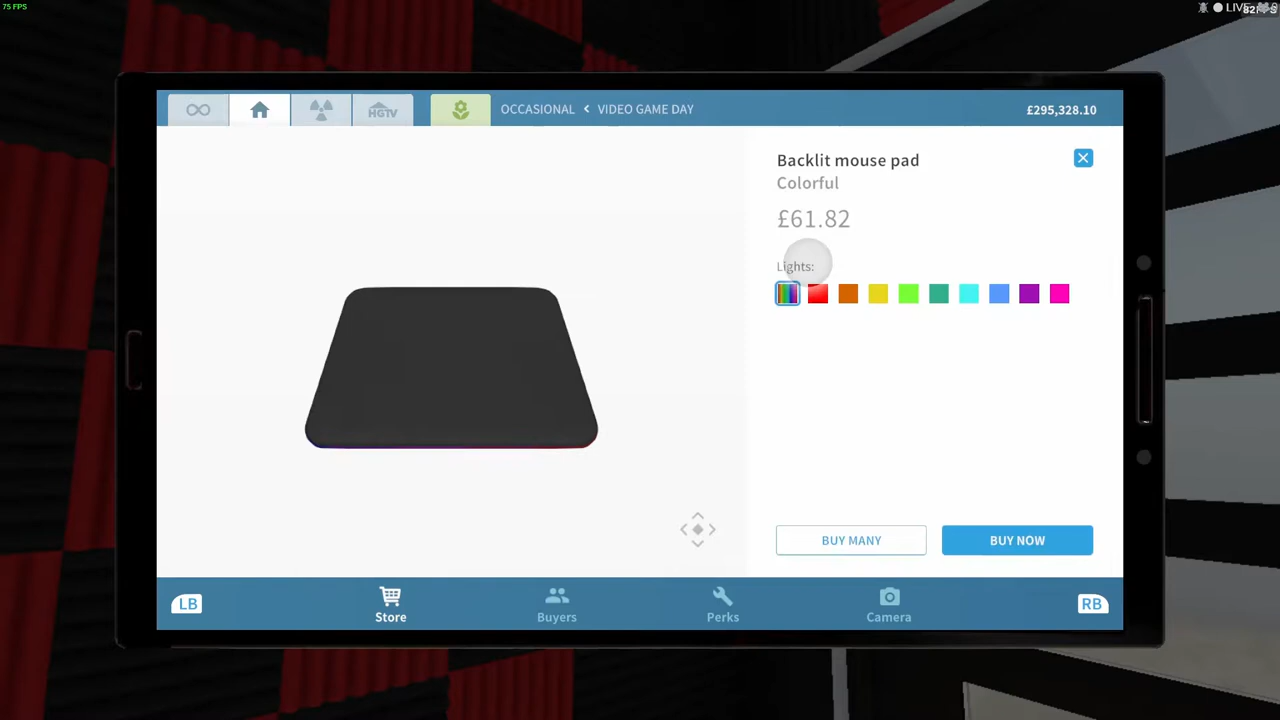 75 FPS
LIVE
HGTV
OCCASIONAL < VIDEO GAME DAY
£295,328.10
Backlit mouse pad
Colorful
£61.82
Lights:
BUY MANY
BUY NOW
LB
Store
Buyers
Perks
Camera
RB